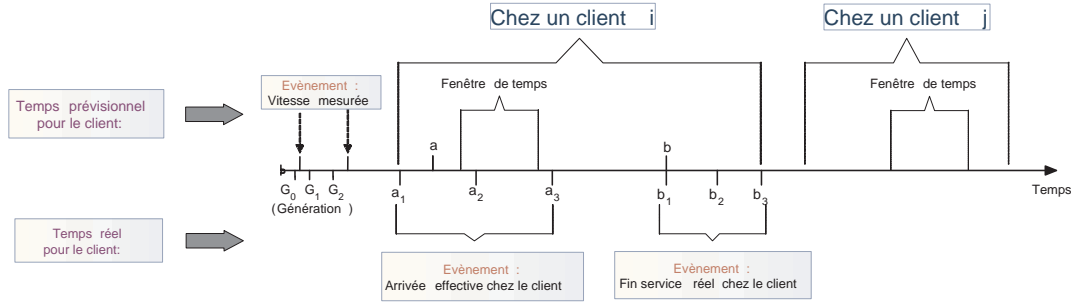 Chez un client i
Chez un client j
Evènement :
Vitesse mesurée
Fenêtre de temps
Fenêtre de temps
Temps prévisionnel
pour le client:
a
b
G0 G1 G2 a1 a2 a3 b1 b2 b3
Temps
(Génération )
Temps réel
pour le client:
Evènement :
Arrivée effective chez le client
Evènement :
Fin service réel chez le client